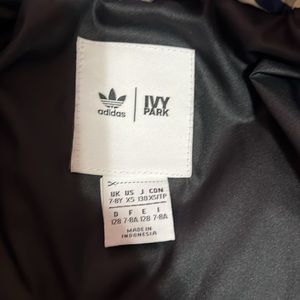 adidas
IVY
PARK
UK US J CON
7-8Y XS 130 XS/TP
D F E I
128 7-8A 128 7-8A
MADE IN
INDONESIA